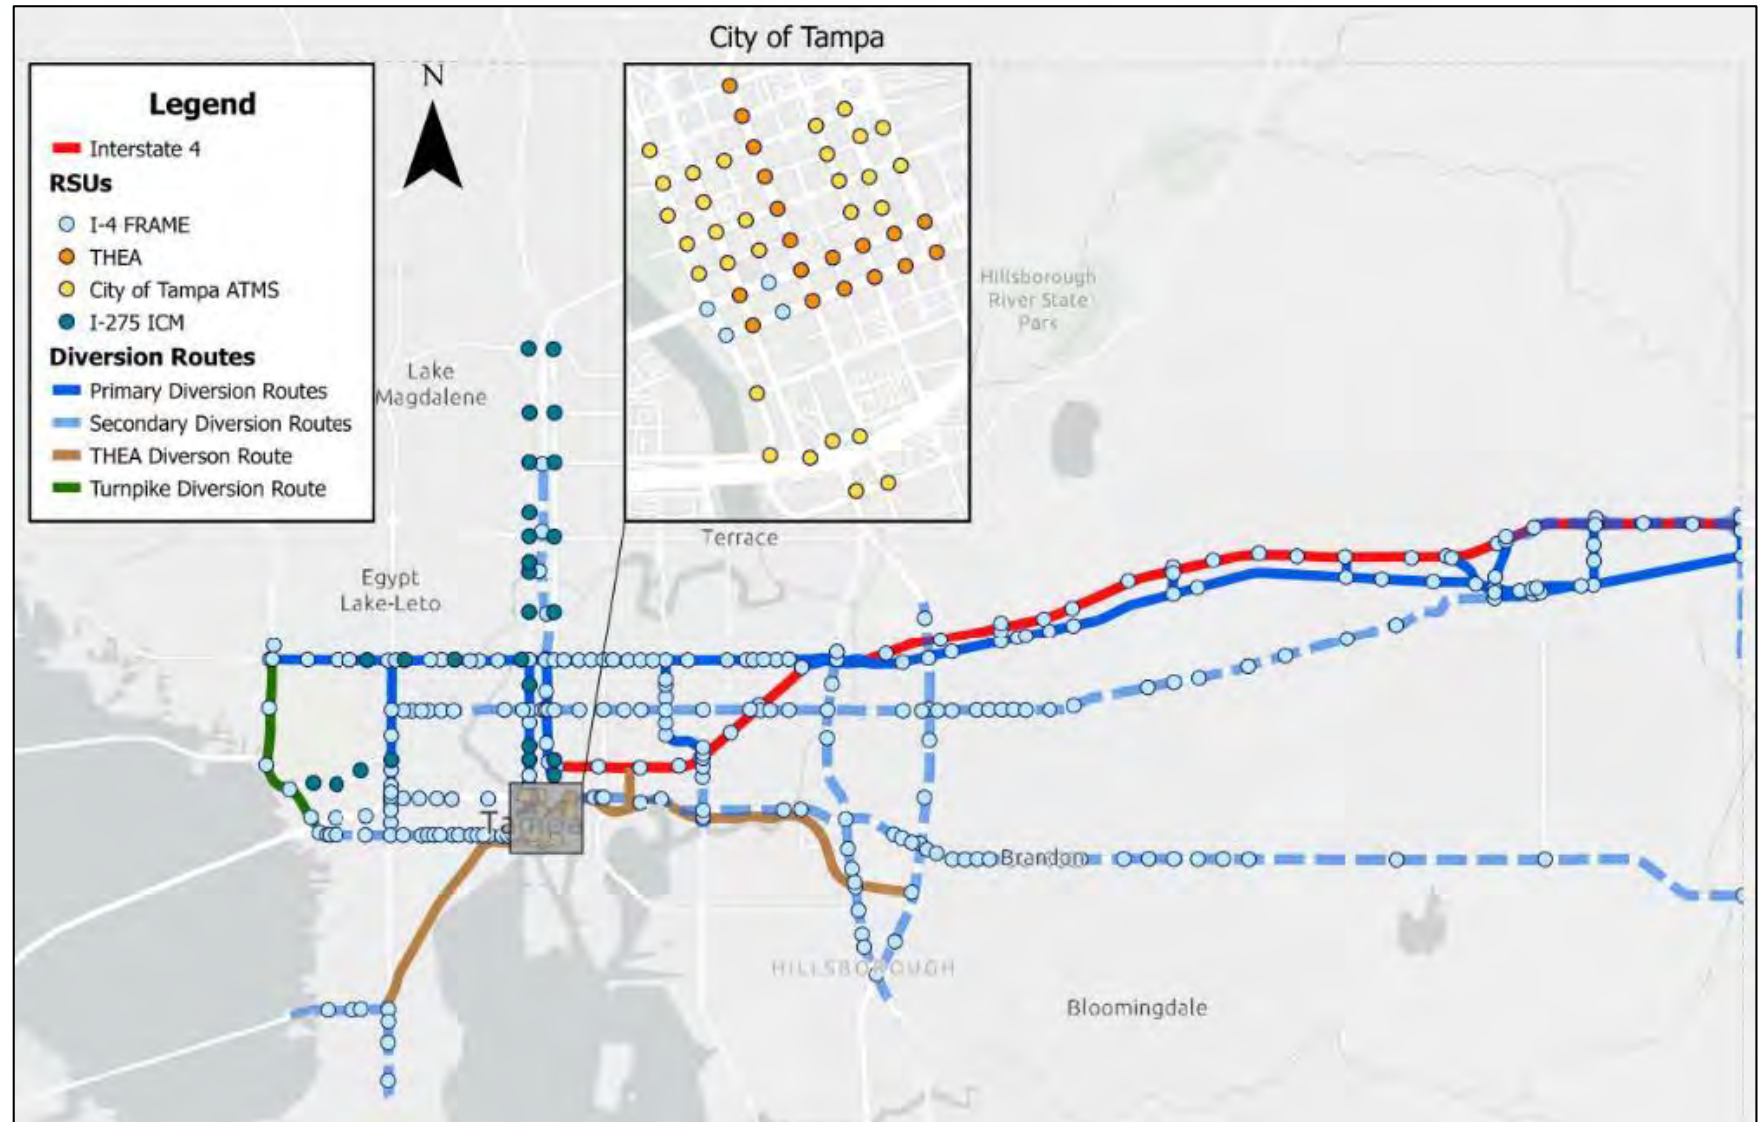 City of Tampa
N
Legend
Interstate 4
RSUs
I-4 FRAME
THEA
City of Tampa ATMS
I-275 ICM
Diversion Routes
Primary Diversion Routes
Secondary Diversion Routes
THEA Diverson Route
Turnpike Diversion Route
Lake
Magdalene
Hillsborough
River State
Park
Terrace
Egypt
Lake-Leto
Tampa
Brandon
HILLSBOROUGH
Bloomingdale